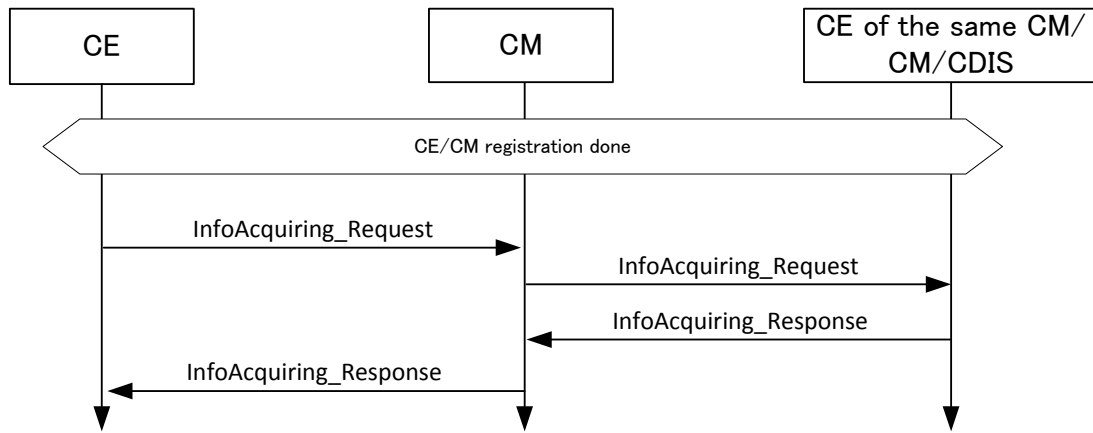 CE
CM
CE of the same CM/
CM/CDIS
CE/CM registration done
InfoAcquiring_Request
InfoAcquiring_Request
InfoAcquiring_Response
InfoAcquiring_Response